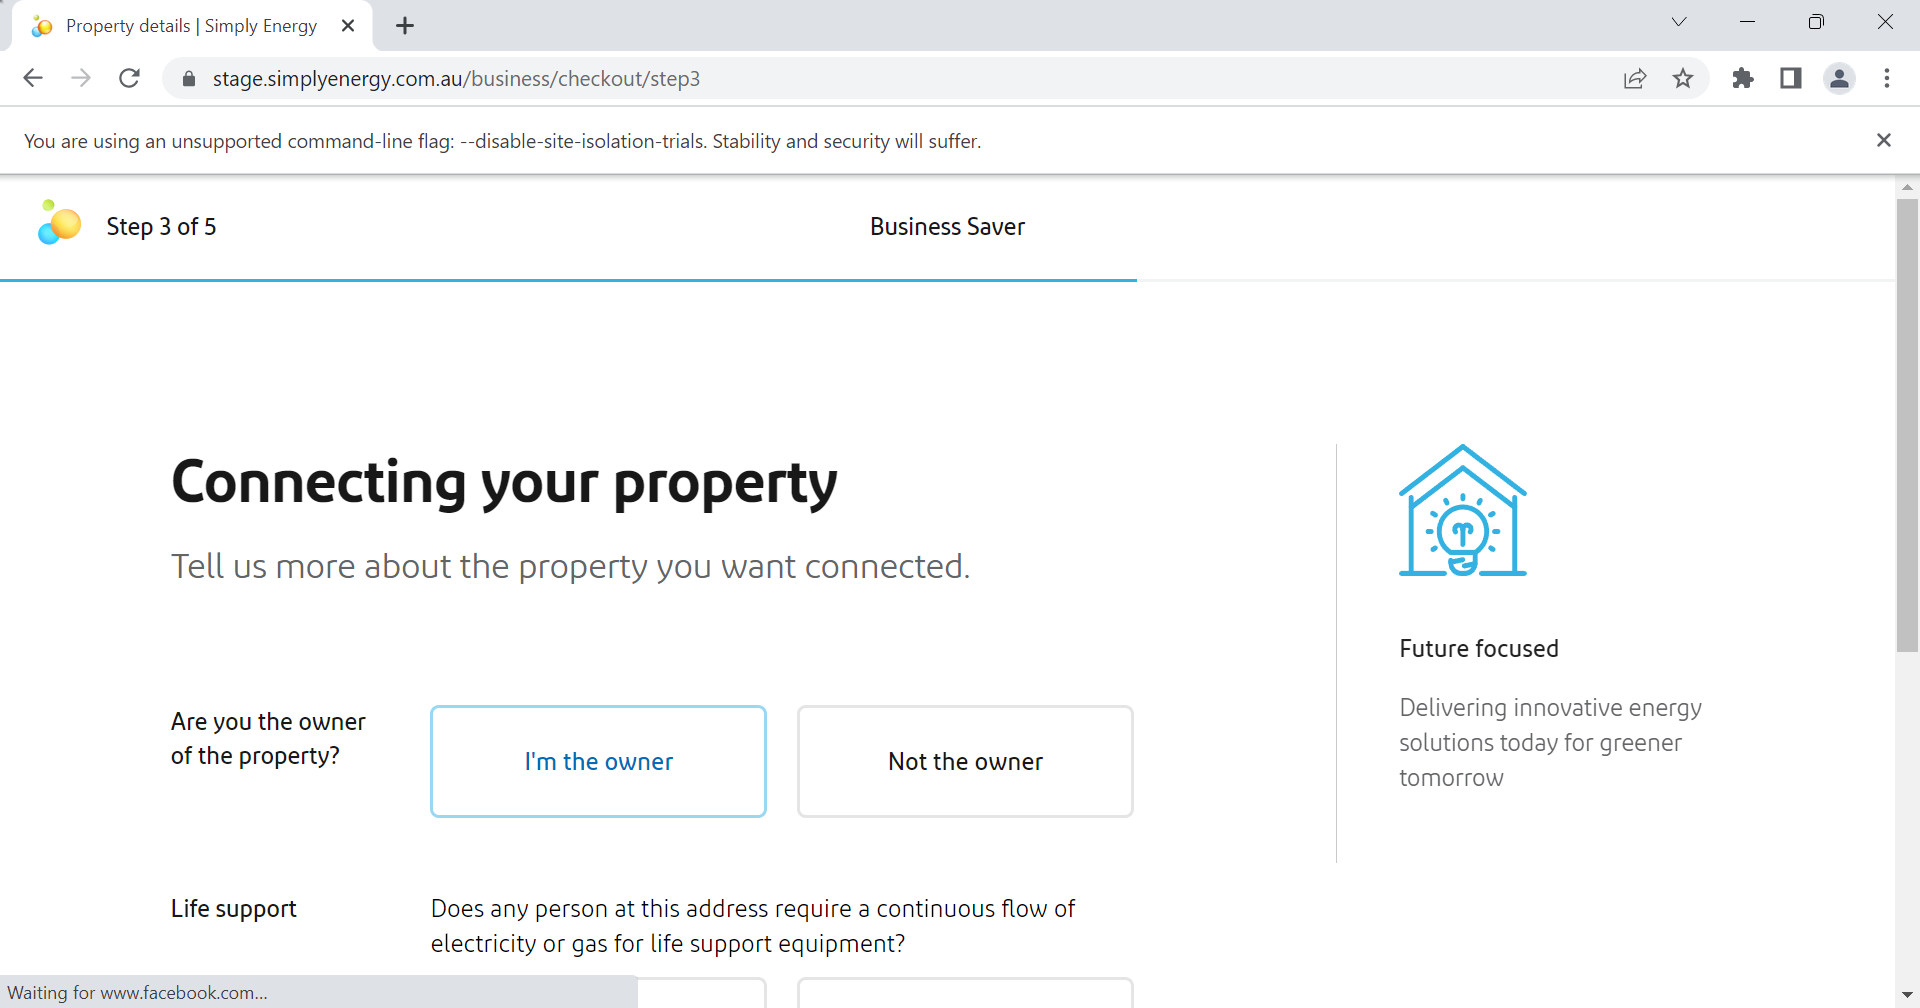 Property details | Simply Energy
stage.simplyenergy.com.au/business/checkout/step3
You are using an unsupported command-line flag: --disable-site-isolation-trials. Stability and security will suffer.
Step 3 of 5
Business Saver
Connecting your property
Tell us more about the property you want connected.
Are you the owner
of the property?
I'm the owner
Not the owner
Future focused
Delivering innovative energy
solutions today for greener
tomorrow
Life support
Does any person at this address require a continuous flow of
electricity or gas for life support equipment?
Waiting for www.facebook.com...